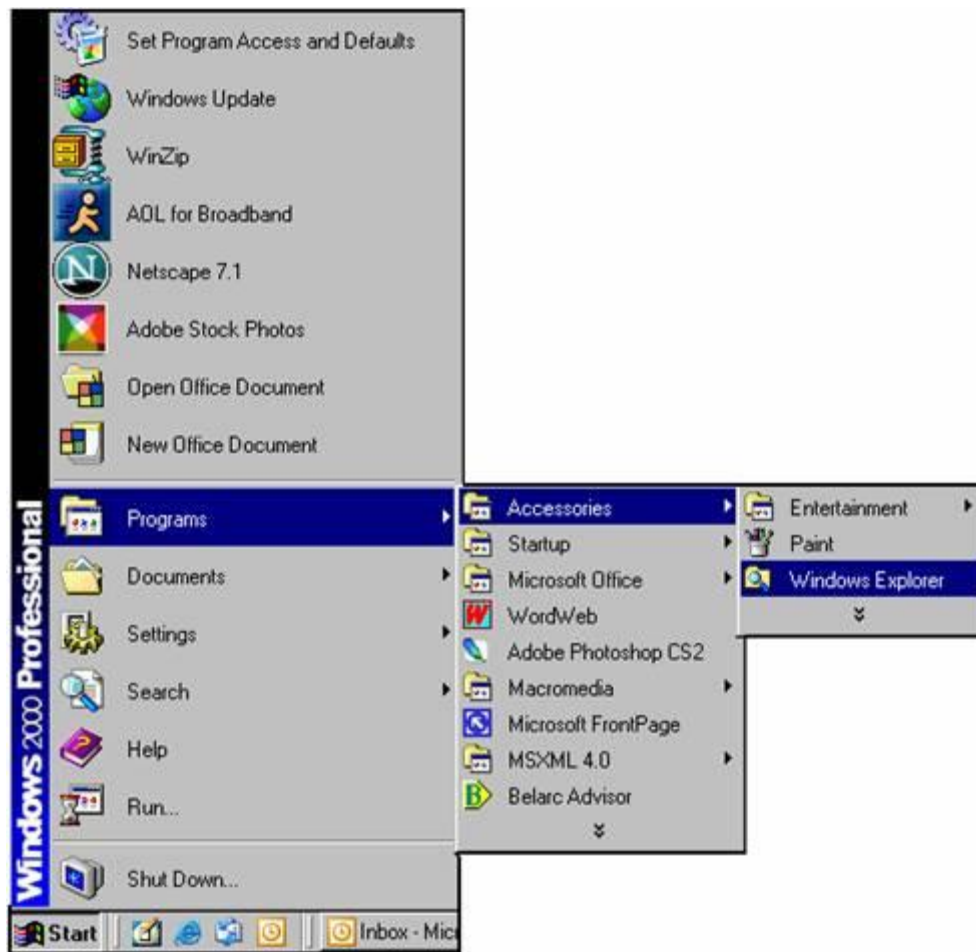 Set Program Access and Defaults
Windows Update
WinZip
AOL for Broadband
Netscape 7.1
Adobe Stock Photos
Open Office Document
New Office Document
Programs
Documents
Settings
Search
Help
Run...
Shut Down...
Windows 2000 Professional
Accessories
Startup
Microsoft Office
WordWeb
Adobe Photoshop CS2
Macromedia
Microsoft FrontPage
MSXML 4.0
Belarc Advisor
Entertainment
Paint
Windows Explorer
Start
Inbox - Mic